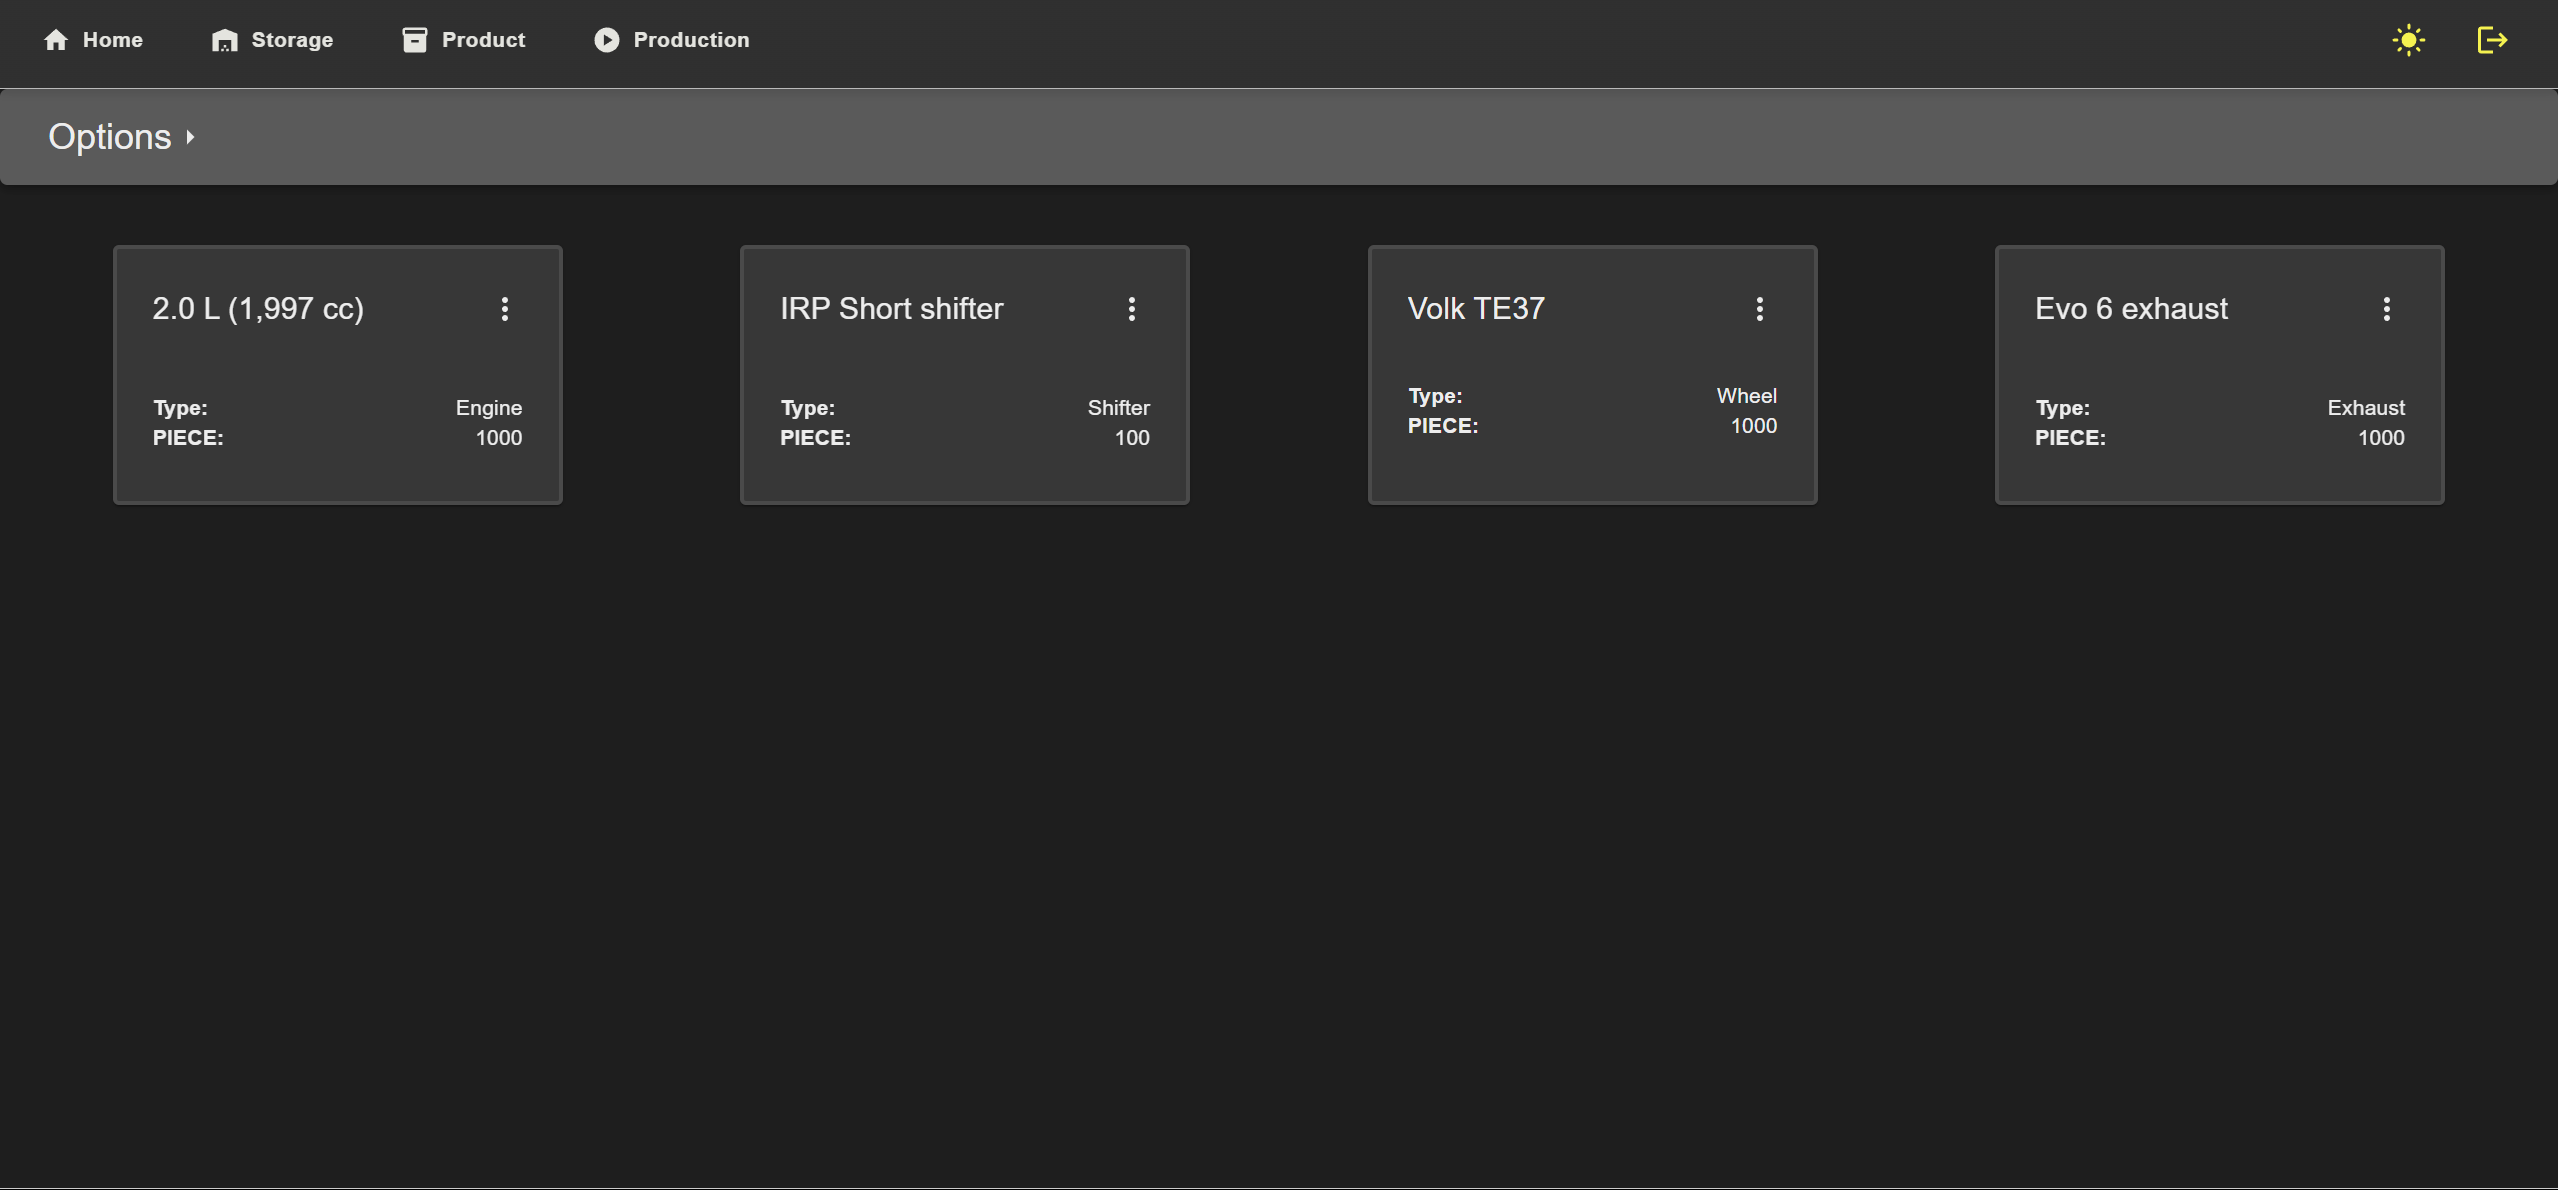 Home Storage Product Production
Options
2.0 L (1,997 cc)
Type: Engine
PIECE: 1000
IRP Short shifter
Type: Shifter
PIECE: 100
Volk TE37
Type: Wheel
PIECE: 1000
Evo 6 exhaust
Type: Exhaust
PIECE: 1000